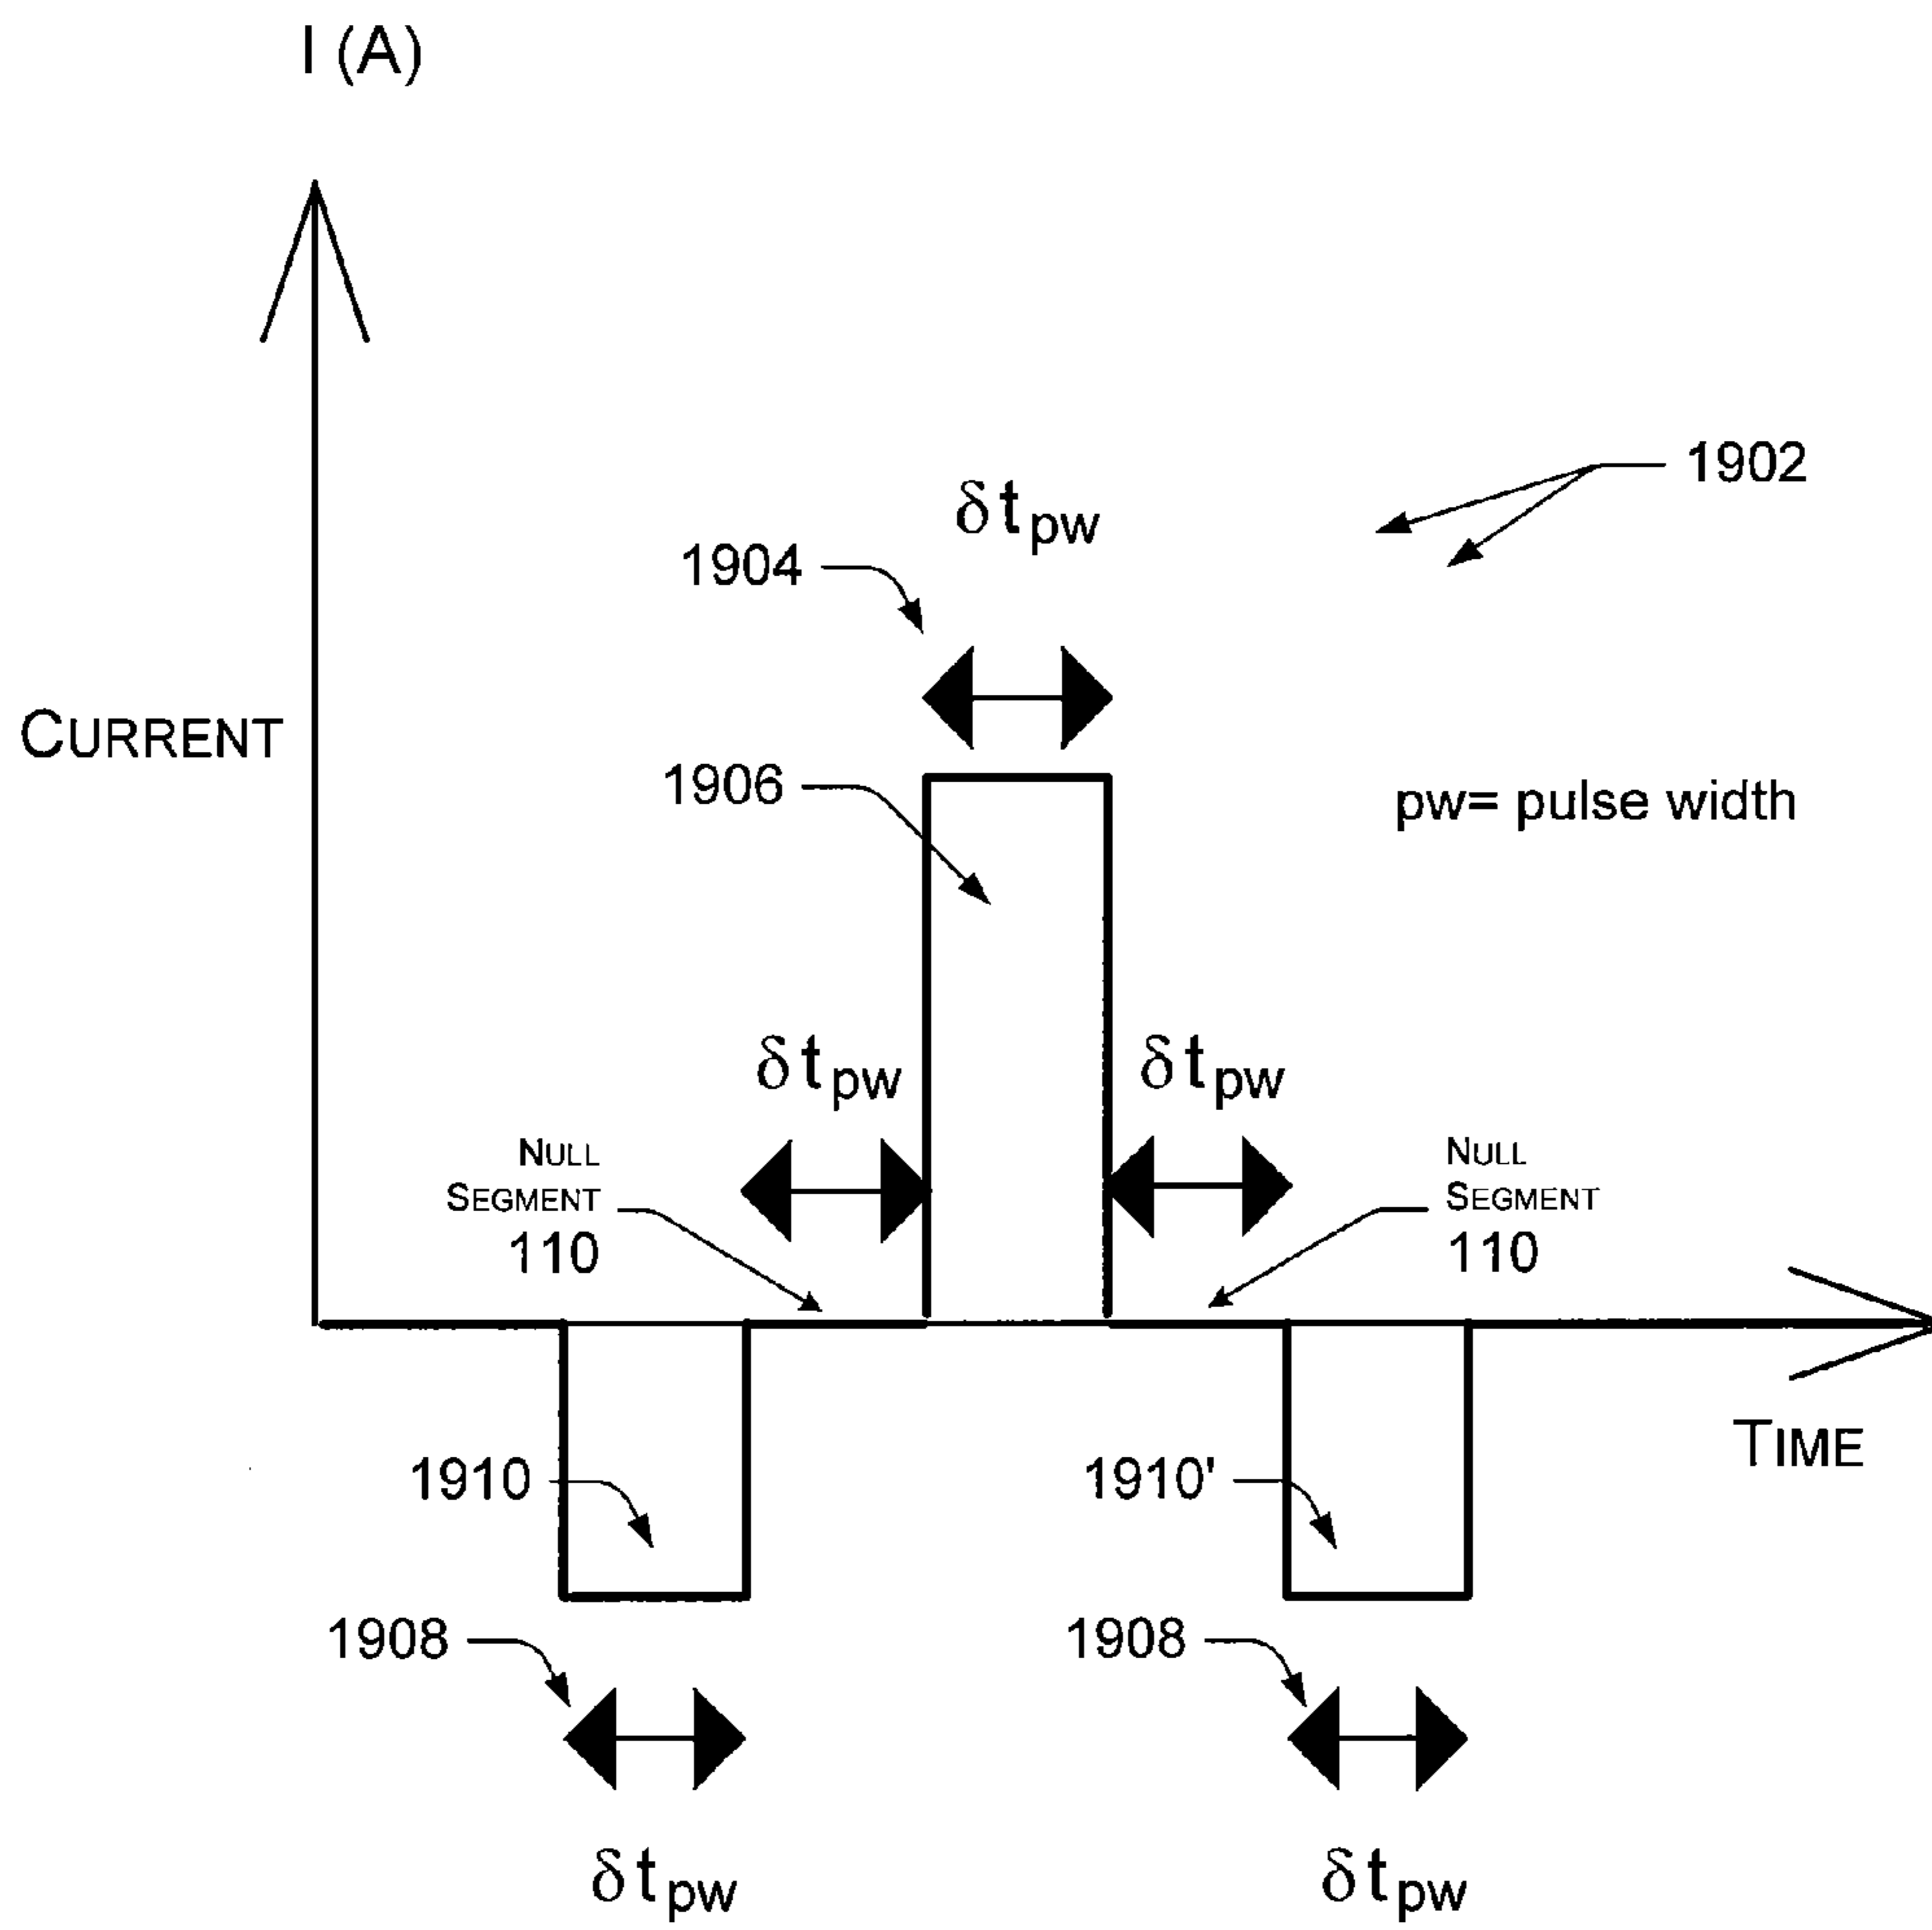 I (A)
1902
δtpw
1904
CURRENT
1906
pw= pulse width
δtpw
δtpw
NULL
SEGMENT
110
NULL
SEGMENT
110
TIME
1910
1910'
1908
1908
δtpw
δtpw